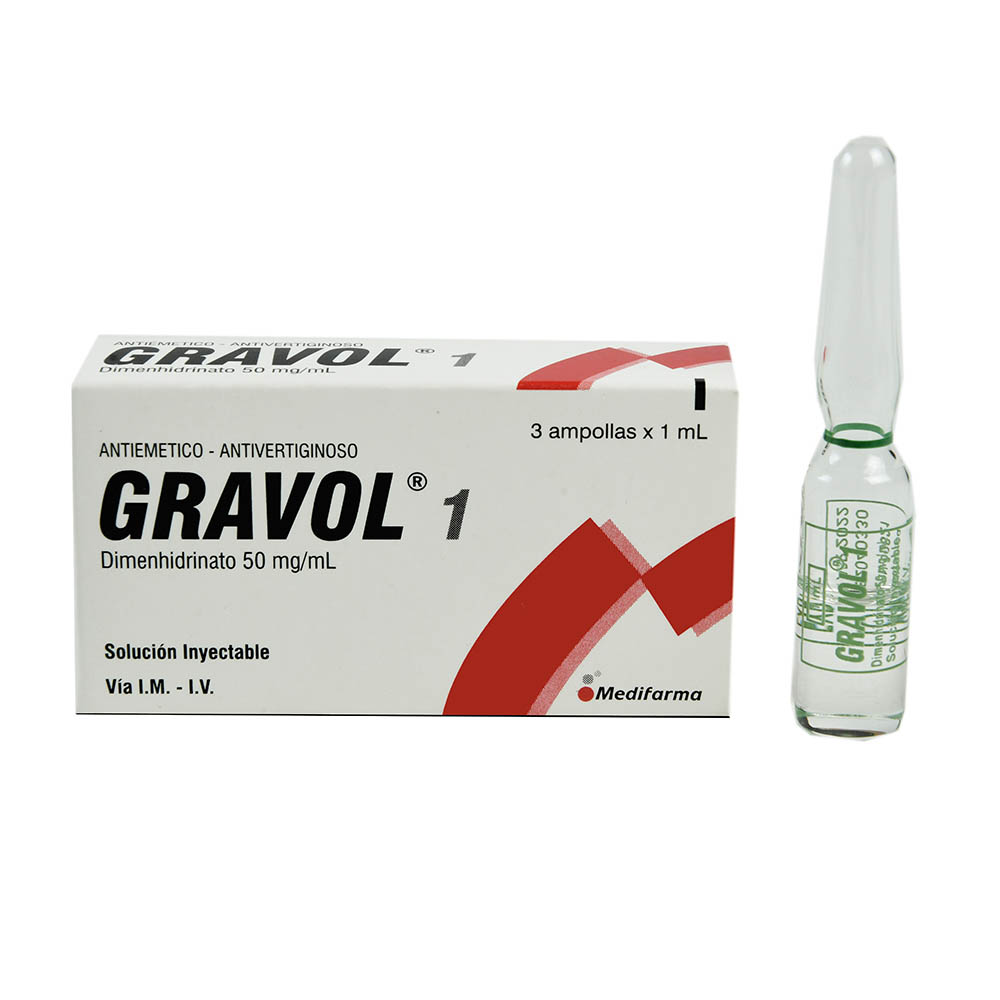 ANTIEMETICO - ANTIVERTIGINOSO
GRAVOL® 1
Dimenhidrinato 50 mg/mL
3 ampollas x 1 mL
ANTIEMETICO - ANTIVERTIGINOSO
GRAVOL® 1
Dimenhidrinato 50 mg/mL
Solución Inyectable
Vía I.M. - I.V.
Medifarma
GRAVOL® 1